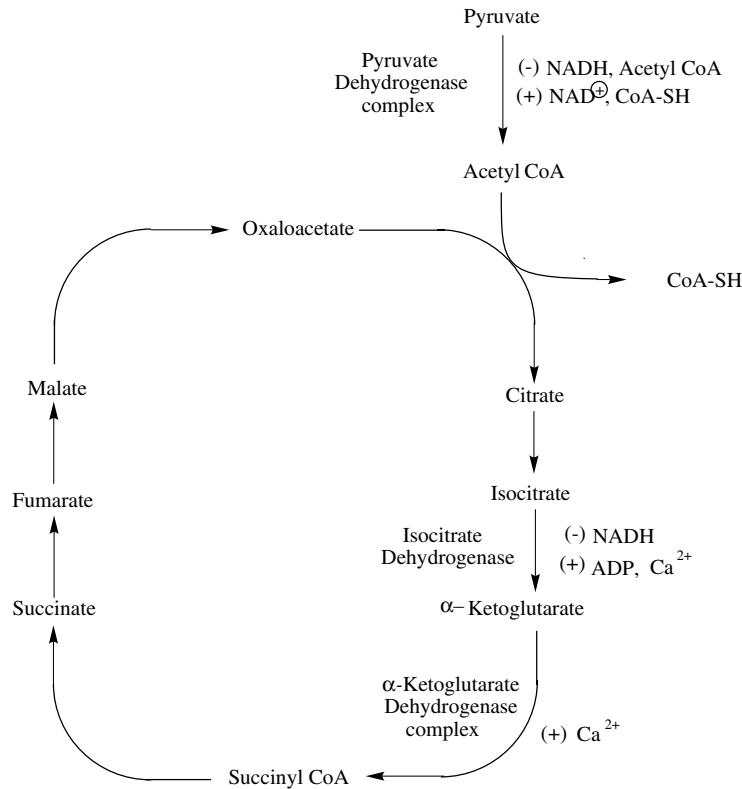 Pyruvate
Pyruvate
Dehydrogenase
complex
(-) NADH, Acetyl CoA
(+) NAD⊕, CoA-SH
Acetyl CoA
Oxaloacetate
CoA-SH
Malate
Citrate
Fumarate
Isocitrate
Isocitrate
Dehydrogenase
(-) NADH
(+) ADP, Ca2+
Succinate
α– Ketoglutarate
α-Ketoglutarate
Dehydrogenase
complex
(+) Ca2+
Succinyl CoA